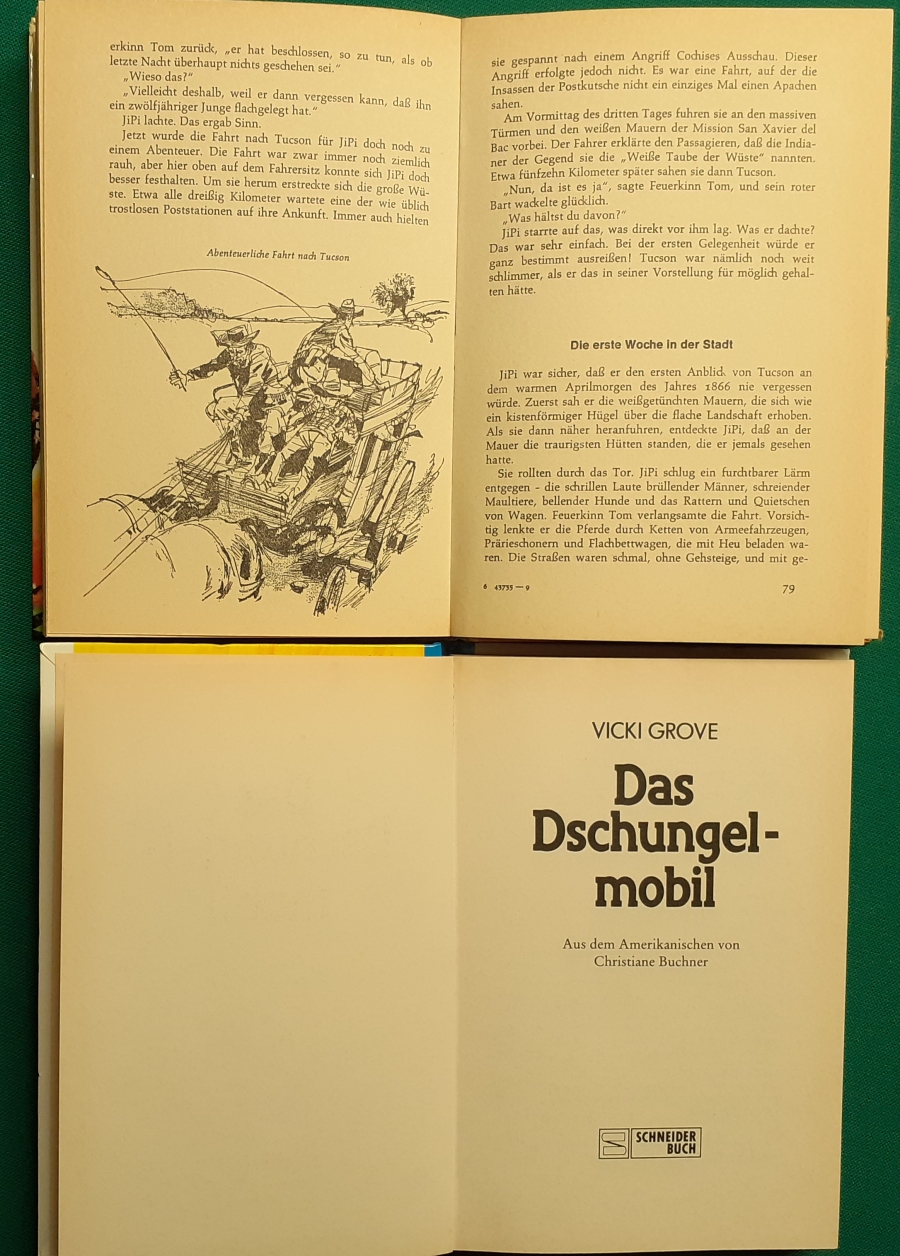 erkinn Tom zurück, „er hat beschlossen, so zu tun, als ob
letzte Nacht überhaupt nichts geschehen sei.“
„Wieso das?“
„Vielleicht deshalb, weil er dann vergessen kann, daß ihn
ein zwölfjähriger Junge flachgelegt hat.“
JiPi lachte. Das ergab Sinn.
Jetzt wurde die Fahrt nach Tucson für JiPi doch noch zu
einem Abenteuer. Die Fahrt war zwar immer noch ziemlich
rauh, aber hier oben auf dem Fahrersitz konnte sich JiPi doch
besser festhalten. Um sie herum erstreckte sich die große Wü-
ste. Etwa alle dreißig Kilometer wartete eine der wie üblich
trostlosen Poststationen auf ihre Ankunft. Immer auch hielten
Abenteuerliche Fahrt nach Tucson
sie gespannt nach einem Angriff Cochises Ausschau. Dieser
Angriff erfolgte jedoch nicht. Es war eine Fahrt, auf der die
Insassen der Postkutsche nicht ein einziges Mal einen Apachen
sahen.
Am Vormittag des dritten Tages fuhren sie an den massiven
Türmen und den weißen Mauern der Mission San Xavier del
Bac vorbei. Der Fahrer erklärte den Passagieren, daß die India-
ner der Gegend sie die „Weiße Taube der Wüste“ nannten.
Etwa fünfzehn Kilometer später sahen sie dann Tucson.
„Nun, da ist es ja“, sagte Feuerkinn Tom, und sein roter
Bart wackelte glücklich.
„Was hältst du davon?“
JiPi starrte auf das, was direkt vor ihm lag. Was er dachte?
Das war sehr einfach. Bei der ersten Gelegenheit würde er
ganz bestimmt ausreißen! Tucson war nämlich noch weit
schlimmer, als er das in seiner Vorstellung für möglich gehal-
ten hätte.
Die erste Woche in der Stadt
JiPi war sicher, daß er den ersten Anblick von Tucson an
dem warmen Aprilmorgen des Jahres 1866 nie vergessen
würde. Zuerst sah er die weißgetünchten Mauern, die sich wie
ein kistenförmiger Hügel über die flache Landschaft erhoben.
Als sie dann näher heranfuhren, entdeckte JiPi, daß an der
Mauer die traurigsten Hütten standen, die er jemals gesehen
hatte.
Sie rollten durch das Tor. JiPi schlug ein furchtbarer Lärm
entgegen – die schrillen Laute brüllender Männer, schreiender
Maultiere, bellender Hunde und das Rattern und Quietschen
von Wagen. Feuerkinn Tom verlangsamte die Fahrt. Vorsich-
tig lenkte er die Pferde durch Ketten von Armeefahrzeugen,
Prärieschonern und Flachbettwagen, die mit Heu beladen wa-
ren. Die Straßen waren schmal, ohne Gehsteige, und mit ge-
6 43735 — 9
79
VICKI GROVE
Das
Dschungel-
mobil
Aus dem Amerikanischen von
Christiane Buchner
SCHNEIDER
BUCH